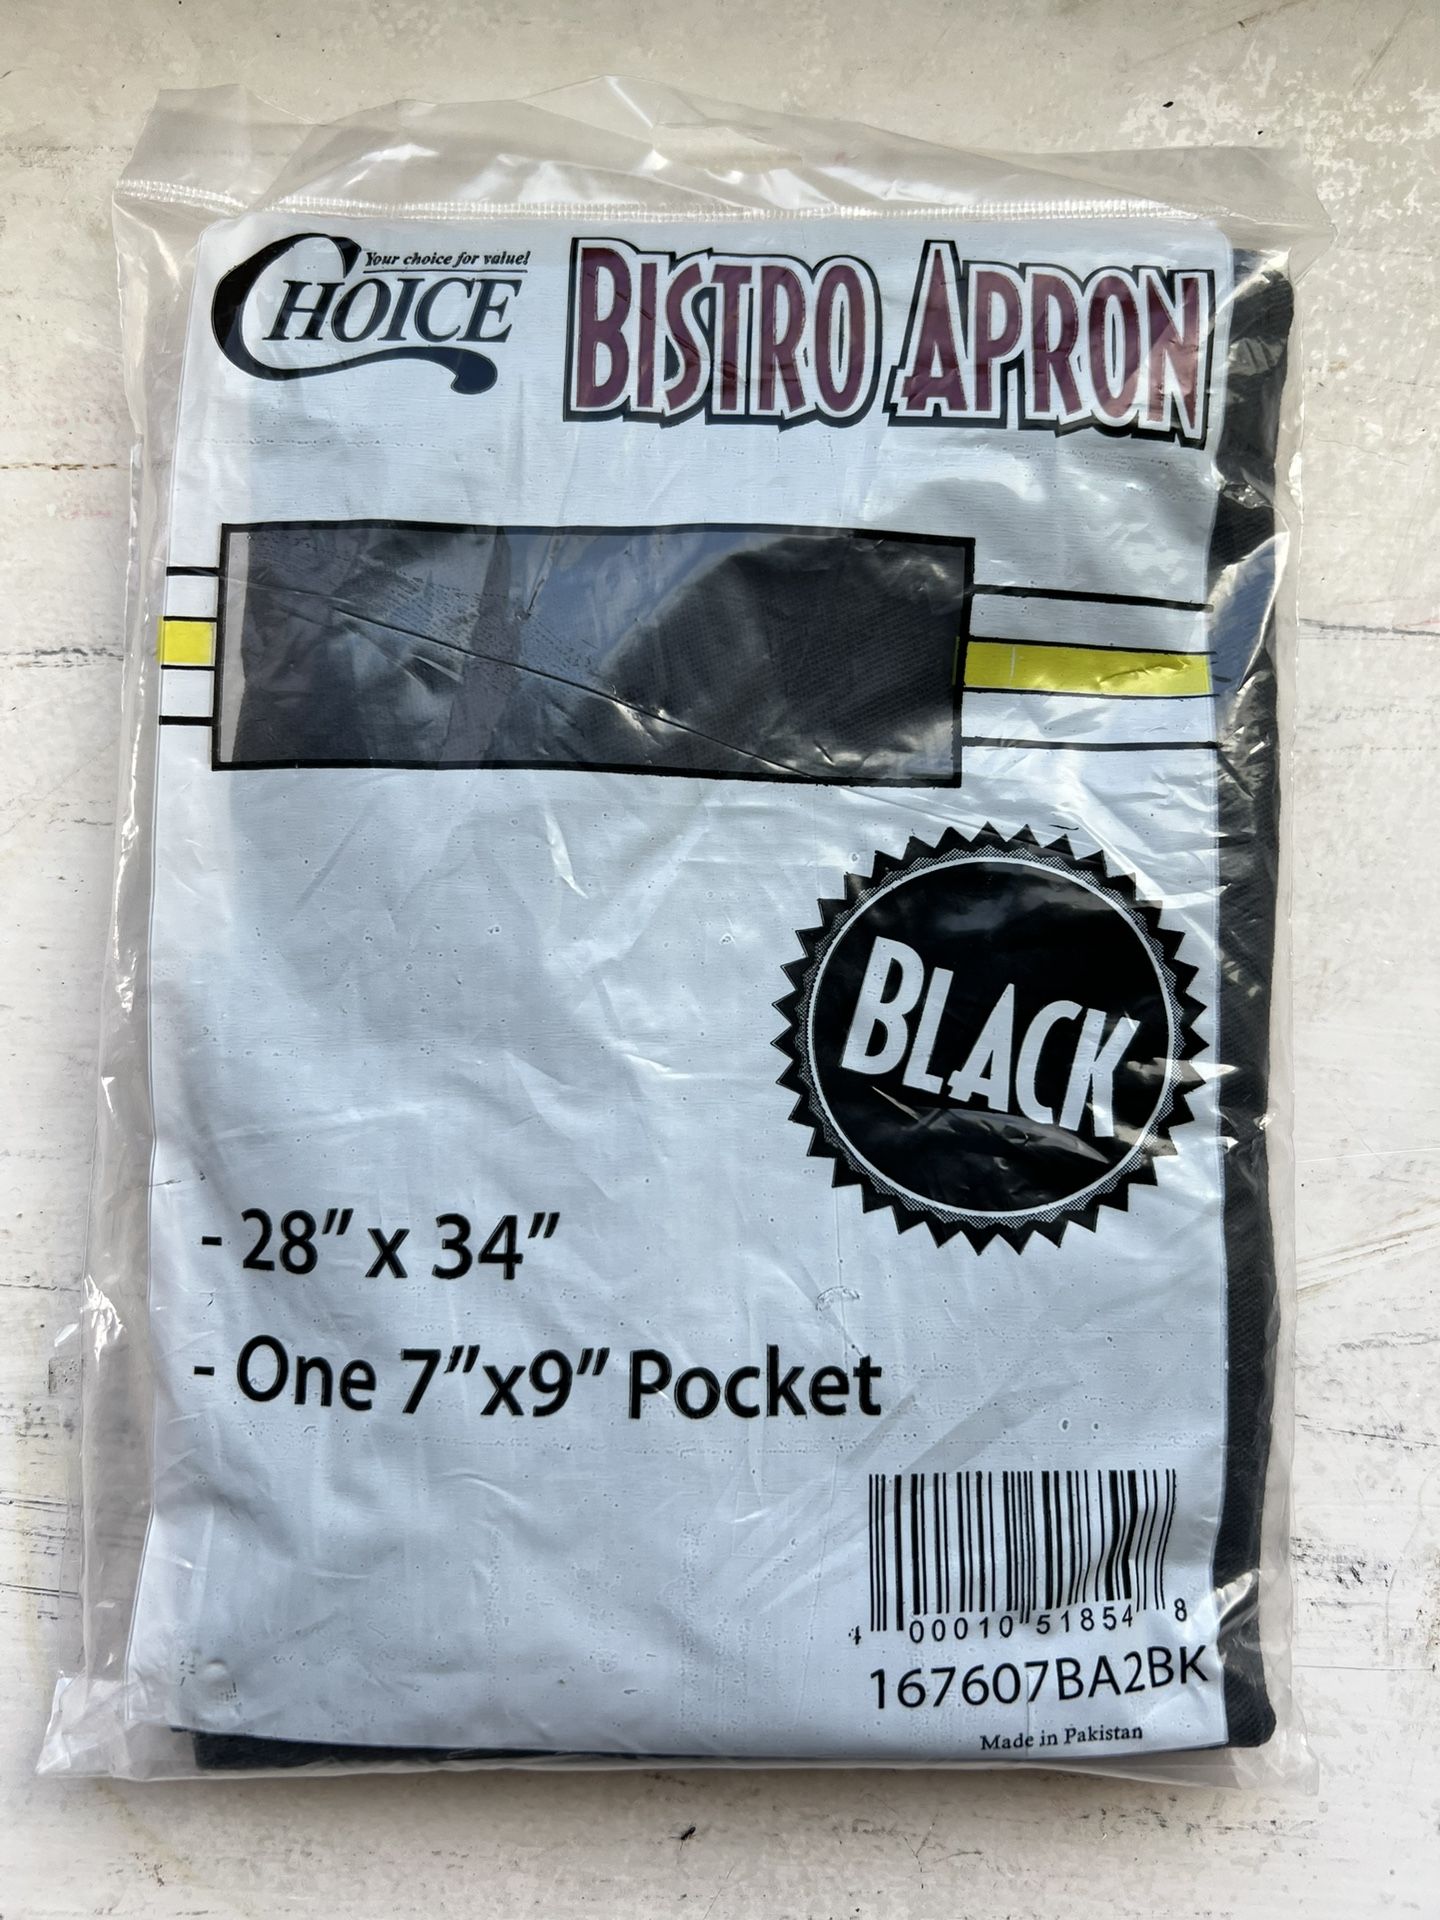 Your choice for value!
CHOICE
BISTRO APRON
BLACK
- 28” x 34”
- One 7”x9” Pocket
4 00010 51854 8
167607BA2BK
Made in Pakistan